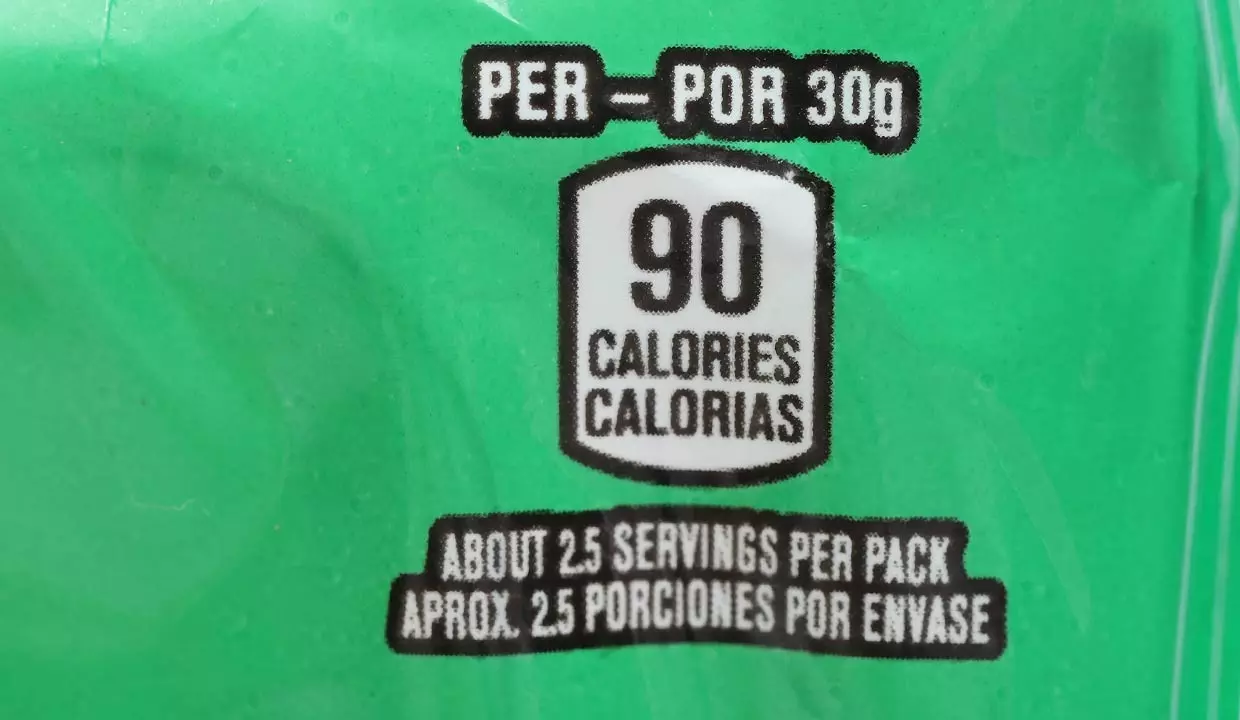 PER – POR 30g
90
CALORIES
CALORIAS
ABOUT 2.5 SERVINGS PER PACK
APROX. 2.5 PORCIONES POR ENVASE